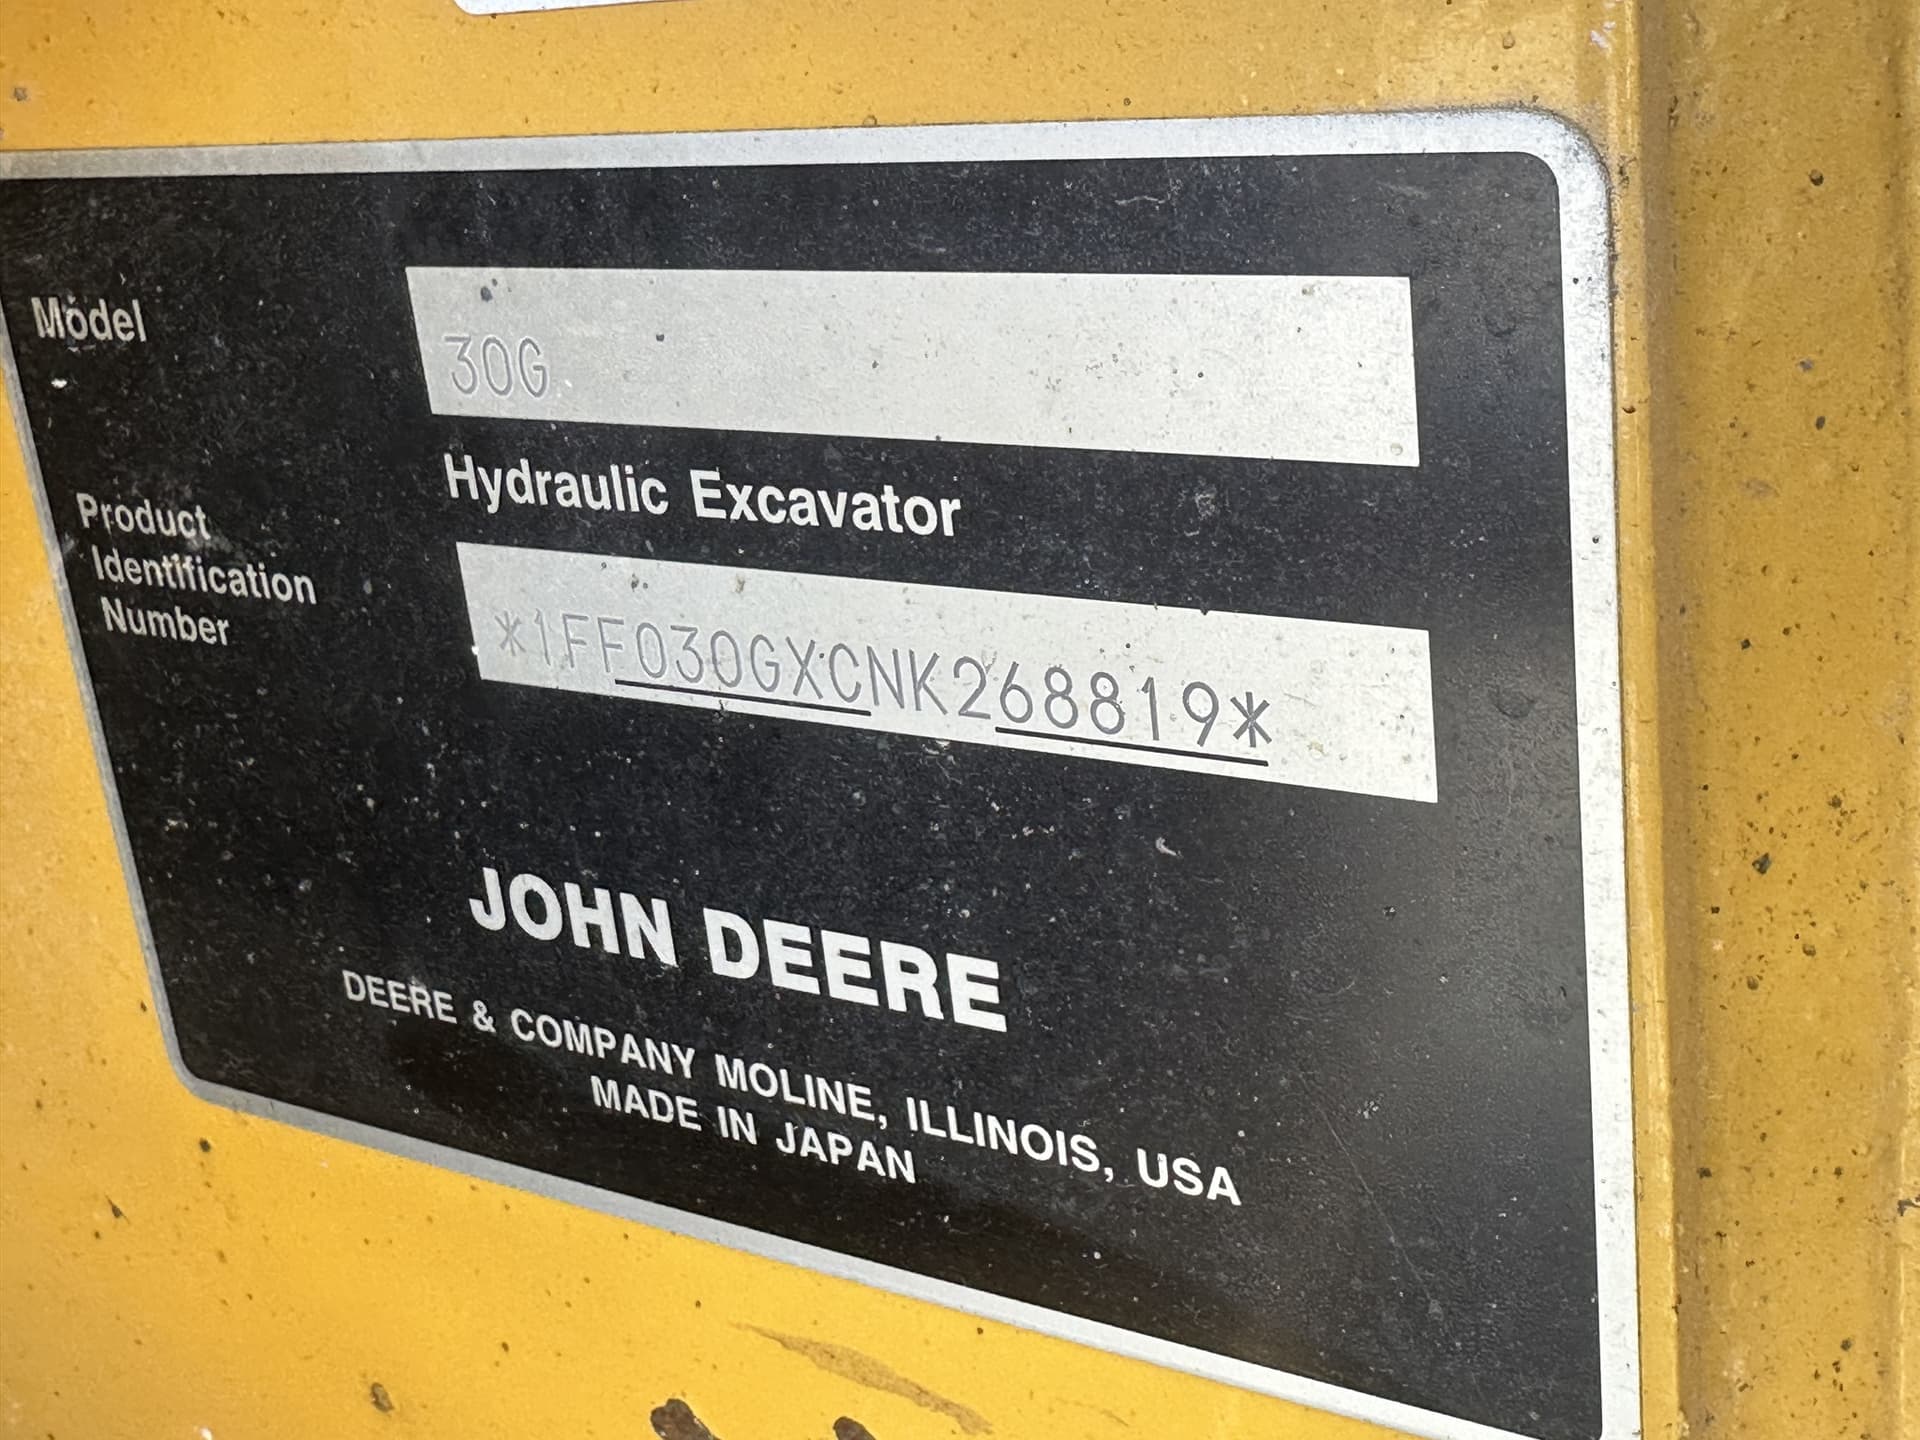 Model
30G
Hydraulic Excavator
Product
Identification
Number
*1FF030GXCNK268819*
JOHN DEERE
DEERE & COMPANY MOLINE, ILLINOIS, USA
MADE IN JAPAN